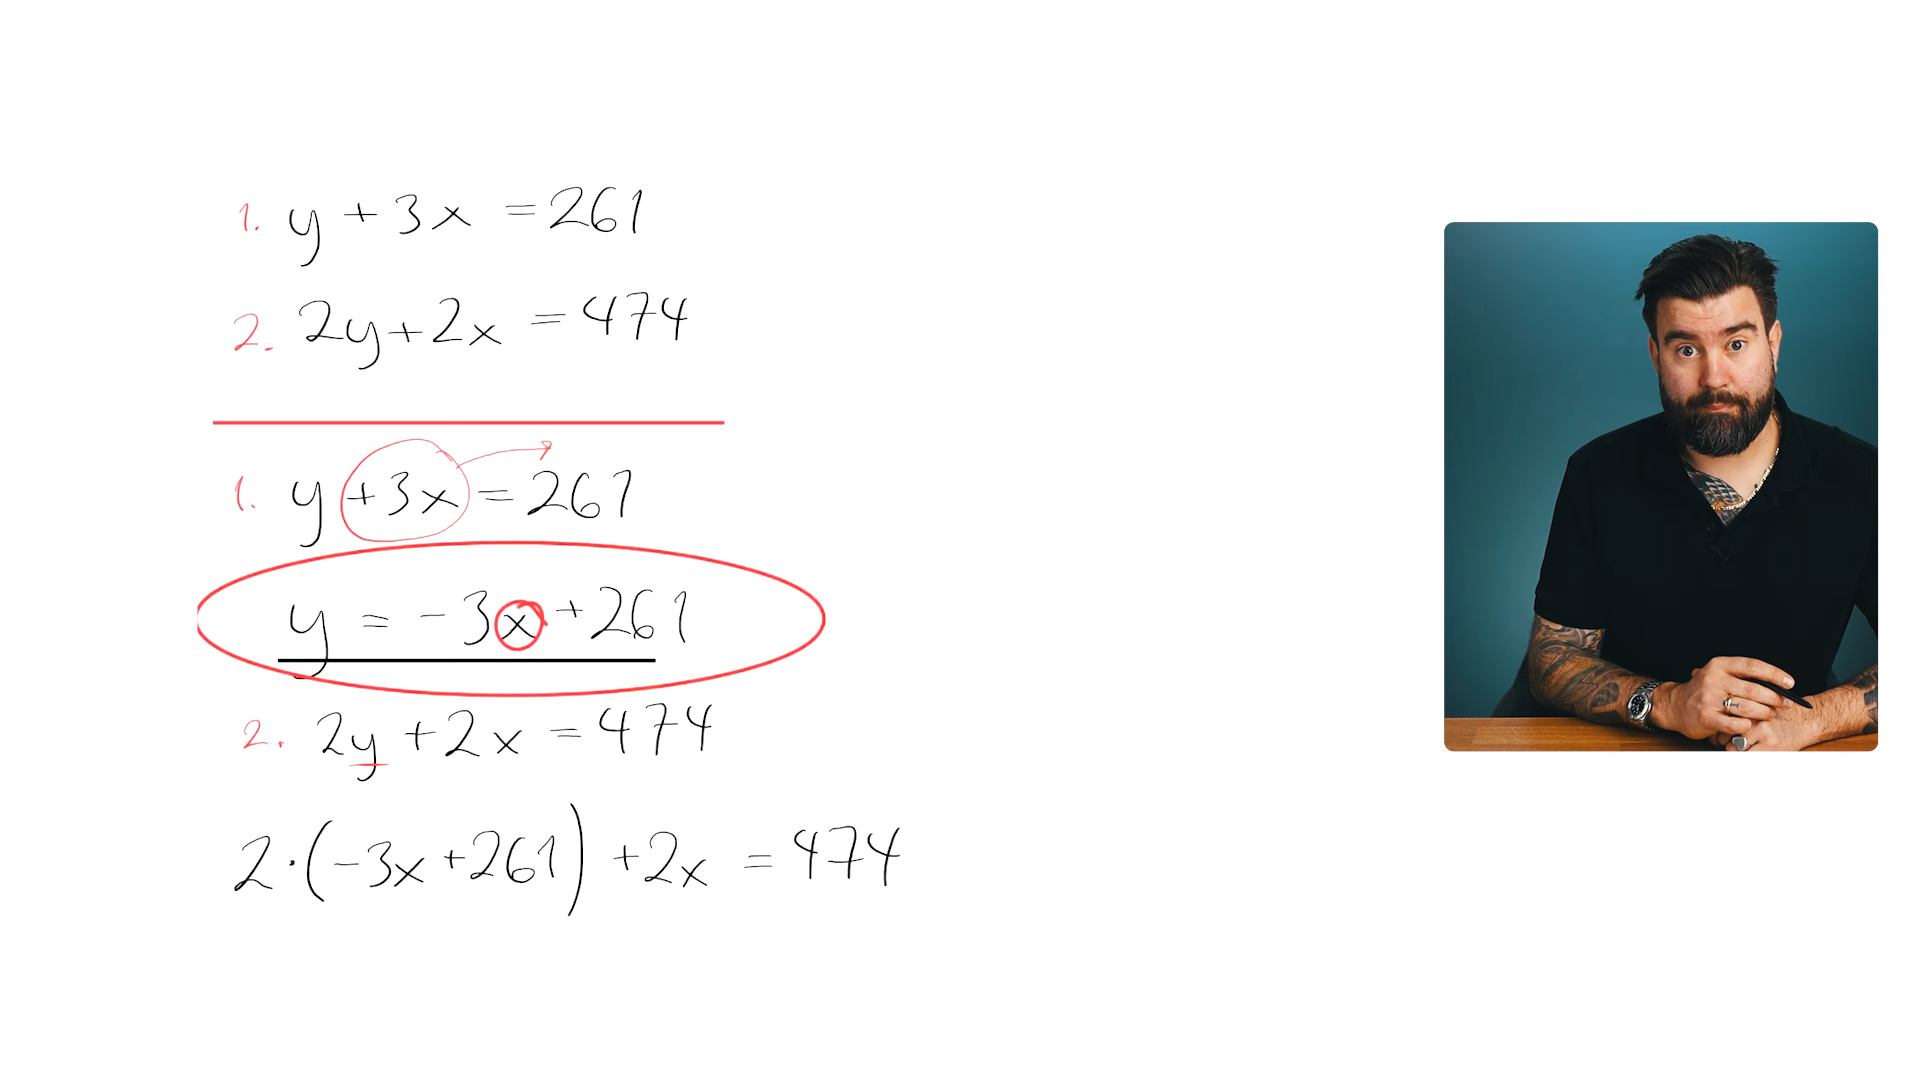 1. y + 3x = 261
2. 2y + 2x = 474
1. y + 3x = 261
y = -3x + 261
2. 2y + 2x = 474
2·(-3x + 261) + 2x = 474